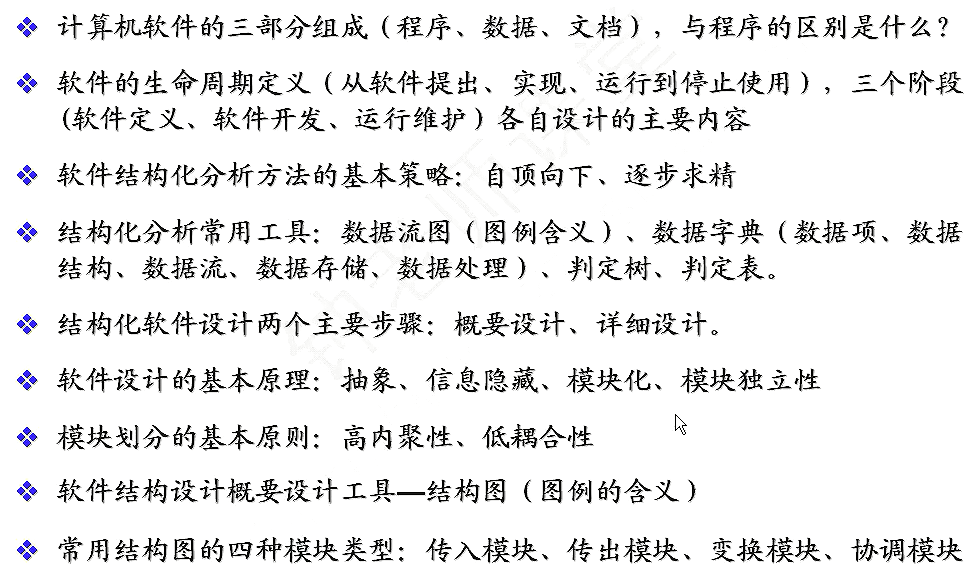 计算机软件的三部分组成（程序、数据、文档），与程序的区别是什么？
软件的生命周期定义（从软件提出、实现、运行到停止使用），三个阶段
(软件定义、软件开发、运行维护）各自设计的主要内容
软件结构化分析方法的基本策略：自顶向下、逐步求精
结构化分析常用工具：数据流图（图例含义）、数据字典（数据项、数据
结构、数据流、数据存储、数据处理）、判定树、判定表。
结构化软件设计两个主要步骤：概要设计、详细设计。
软件设计的基本原理：抽象、信息隐藏、模块化、模块独立性
模块划分的基本原则：高内聚性、低耦合性
软件结构设计概要设计工具—结构图（图例的含义）
常用结构图的四种模块类型：传入模块、传出模块、变换模块、协调模块